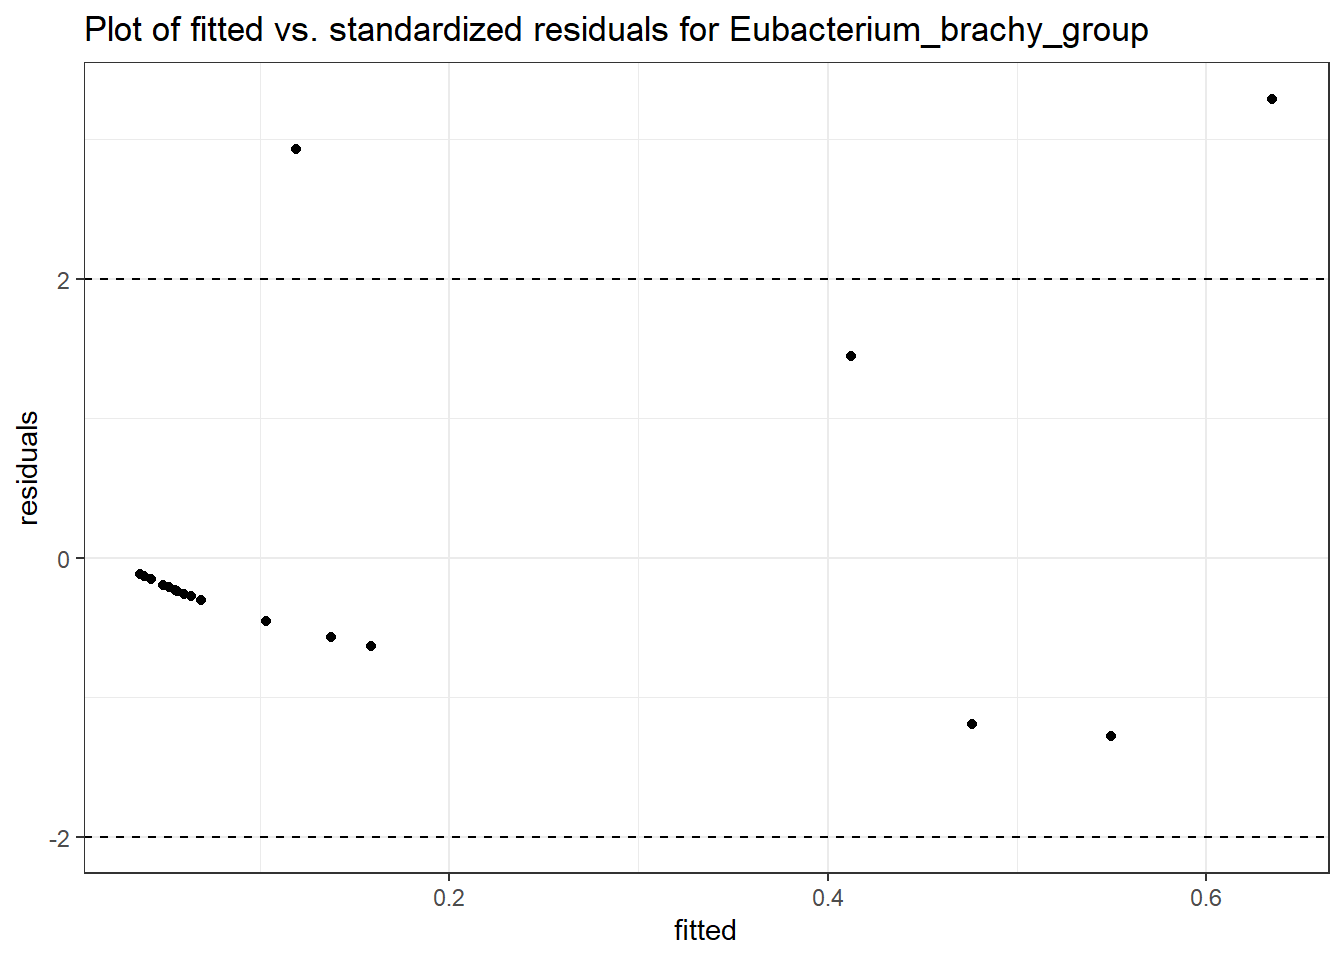 Plot of fitted vs. standardized residuals for Eubacterium_brachy_group
residuals
2
0
-2
0.2 0.4 0.6
fitted